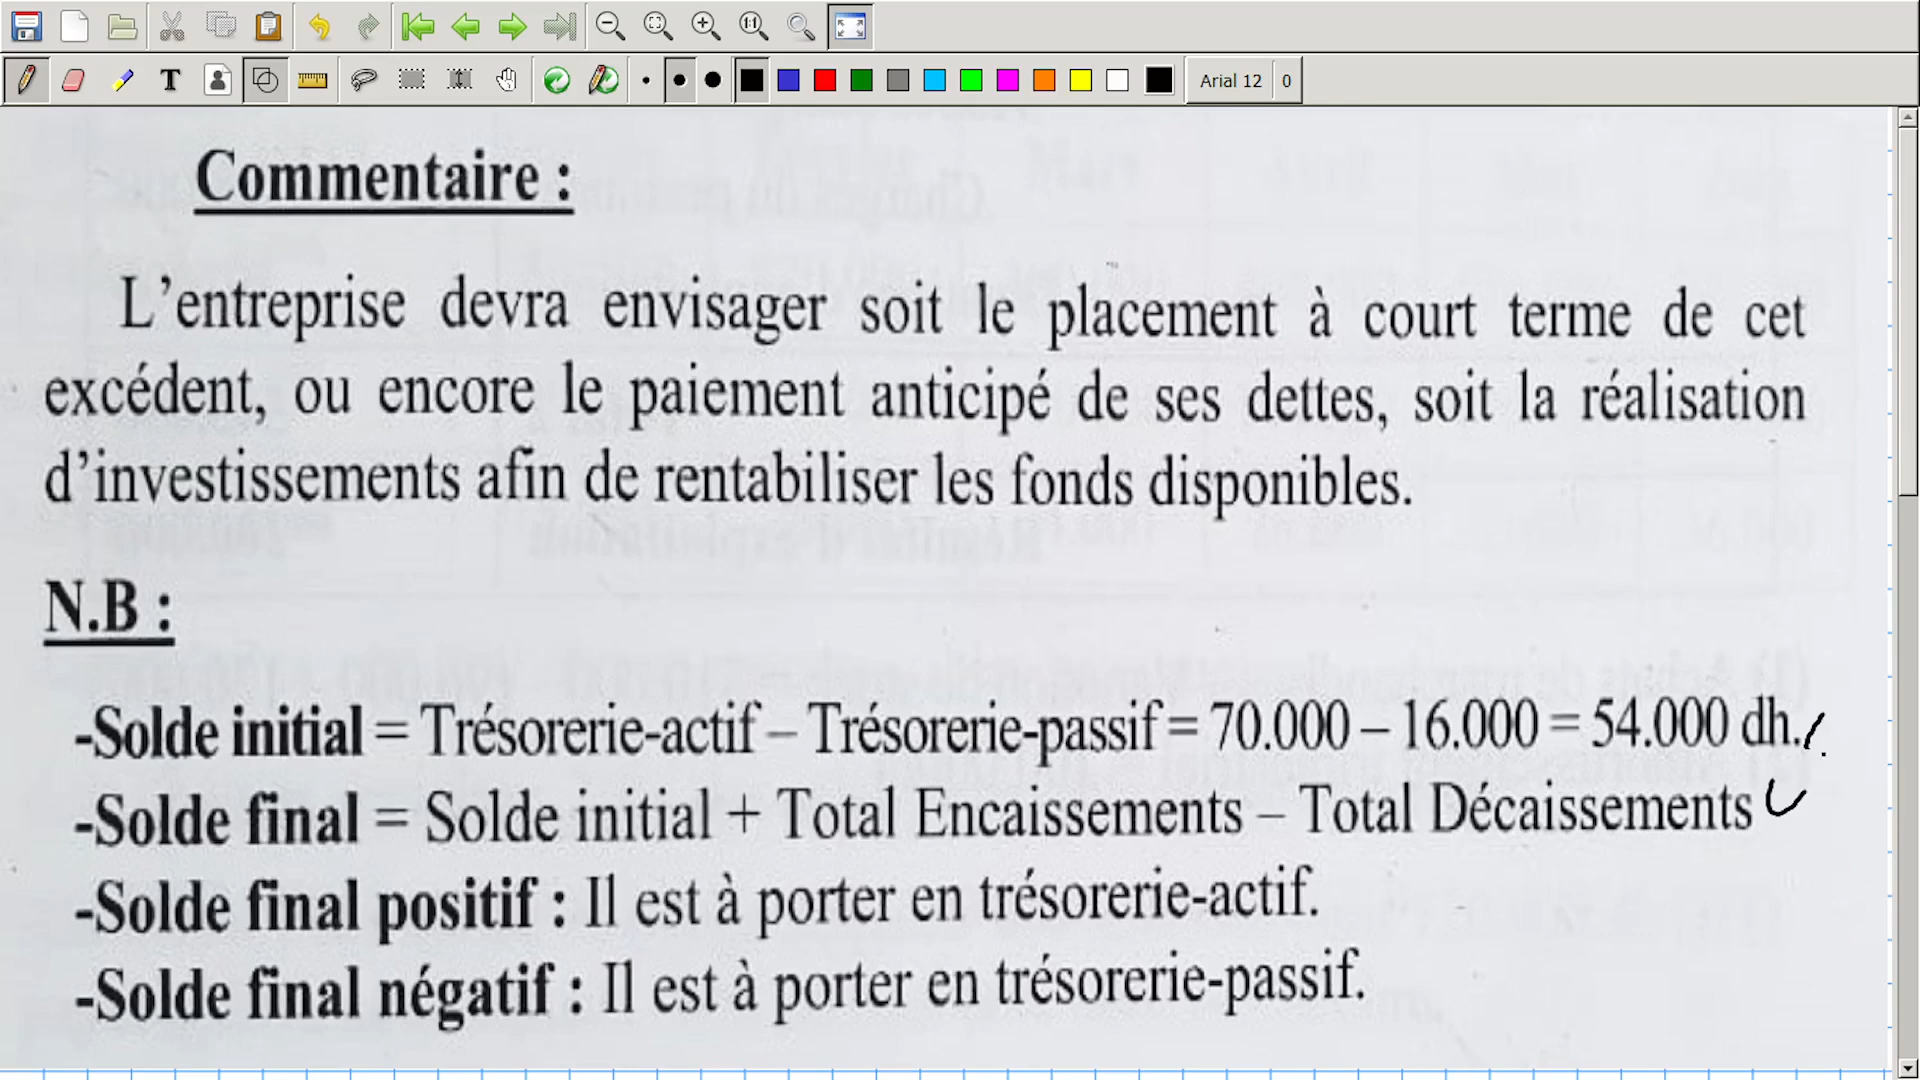 Arial 12 0
Commentaire :
L’entreprise devra envisager soit le placement à court terme de cet
excédent, ou encore le paiement anticipé de ses dettes, soit la réalisation
d’investissements afin de rentabiliser les fonds disponibles.
N.B :
-Solde initial = Trésorerie-actif – Trésorerie-passif = 70.000 – 16.000 = 54.000 dh.
-Solde final = Solde initial + Total Encaissements – Total Décaissements
-Solde final positif : Il est à porter en trésorerie-actif.
-Solde final négatif : Il est à porter en trésorerie-passif.